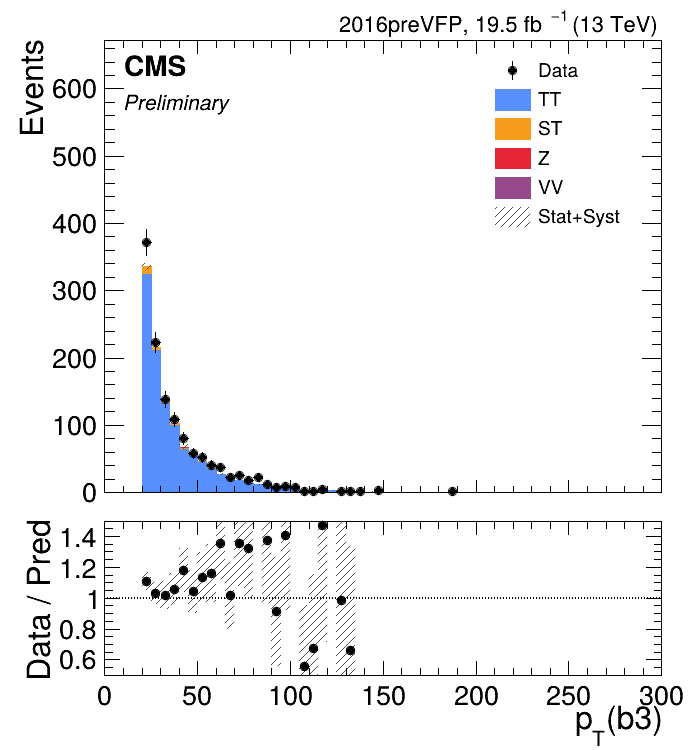 2016preVFP, 19.5 fb ⁻¹ (13 TeV)
CMS
Preliminary
Events
600
500
400
300
200
100
0
Data
TT
ST
Z
VV
Stat+Syst
Data / Pred
1.4
1.2
1
0.8
0.6
0 50 100 150 200 250 300
p_T(b3)